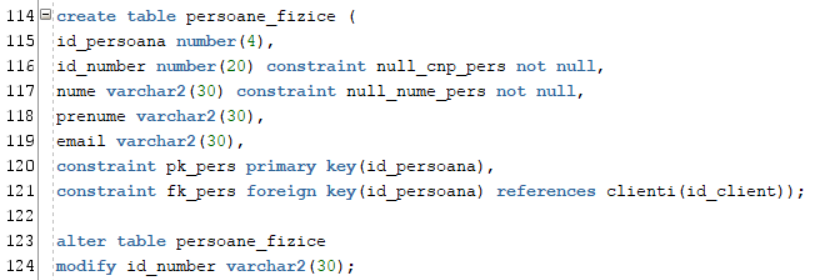 114 create table persoane_fizice (
115 id_persoana number(4),
116 id_number number(20) constraint null_cnp_pers not null,
117 nume varchar2(30) constraint null_nume_pers not null,
118 prenume varchar2(30),
119 email varchar2(30),
120 constraint pk_pers primary key(id_persoana),
121 constraint fk_pers foreign key(id_persoana) references clienti(id_client));
122
123 alter table persoane_fizice
124 modify id_number varchar2(30);